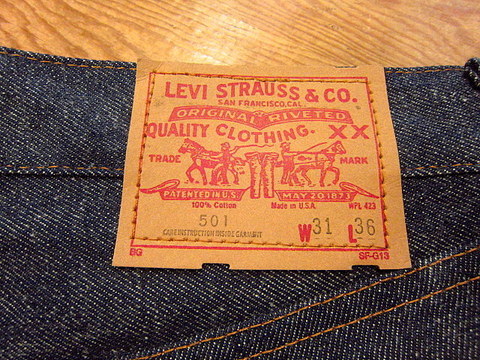 LEVI STRAUSS & CO.
SAN FRANCISCO, CAL.
ORIGINAL RIVETED
QUALITY CLOTHING. XX
TRADE MARK
PATENTED IN U.S. MAY 20 1873
100% Cotton Made in U.S.A. WPL 423
501 W31 L36
CARE INSTRUCTION INSIDE GARMENT
BG SF-G13